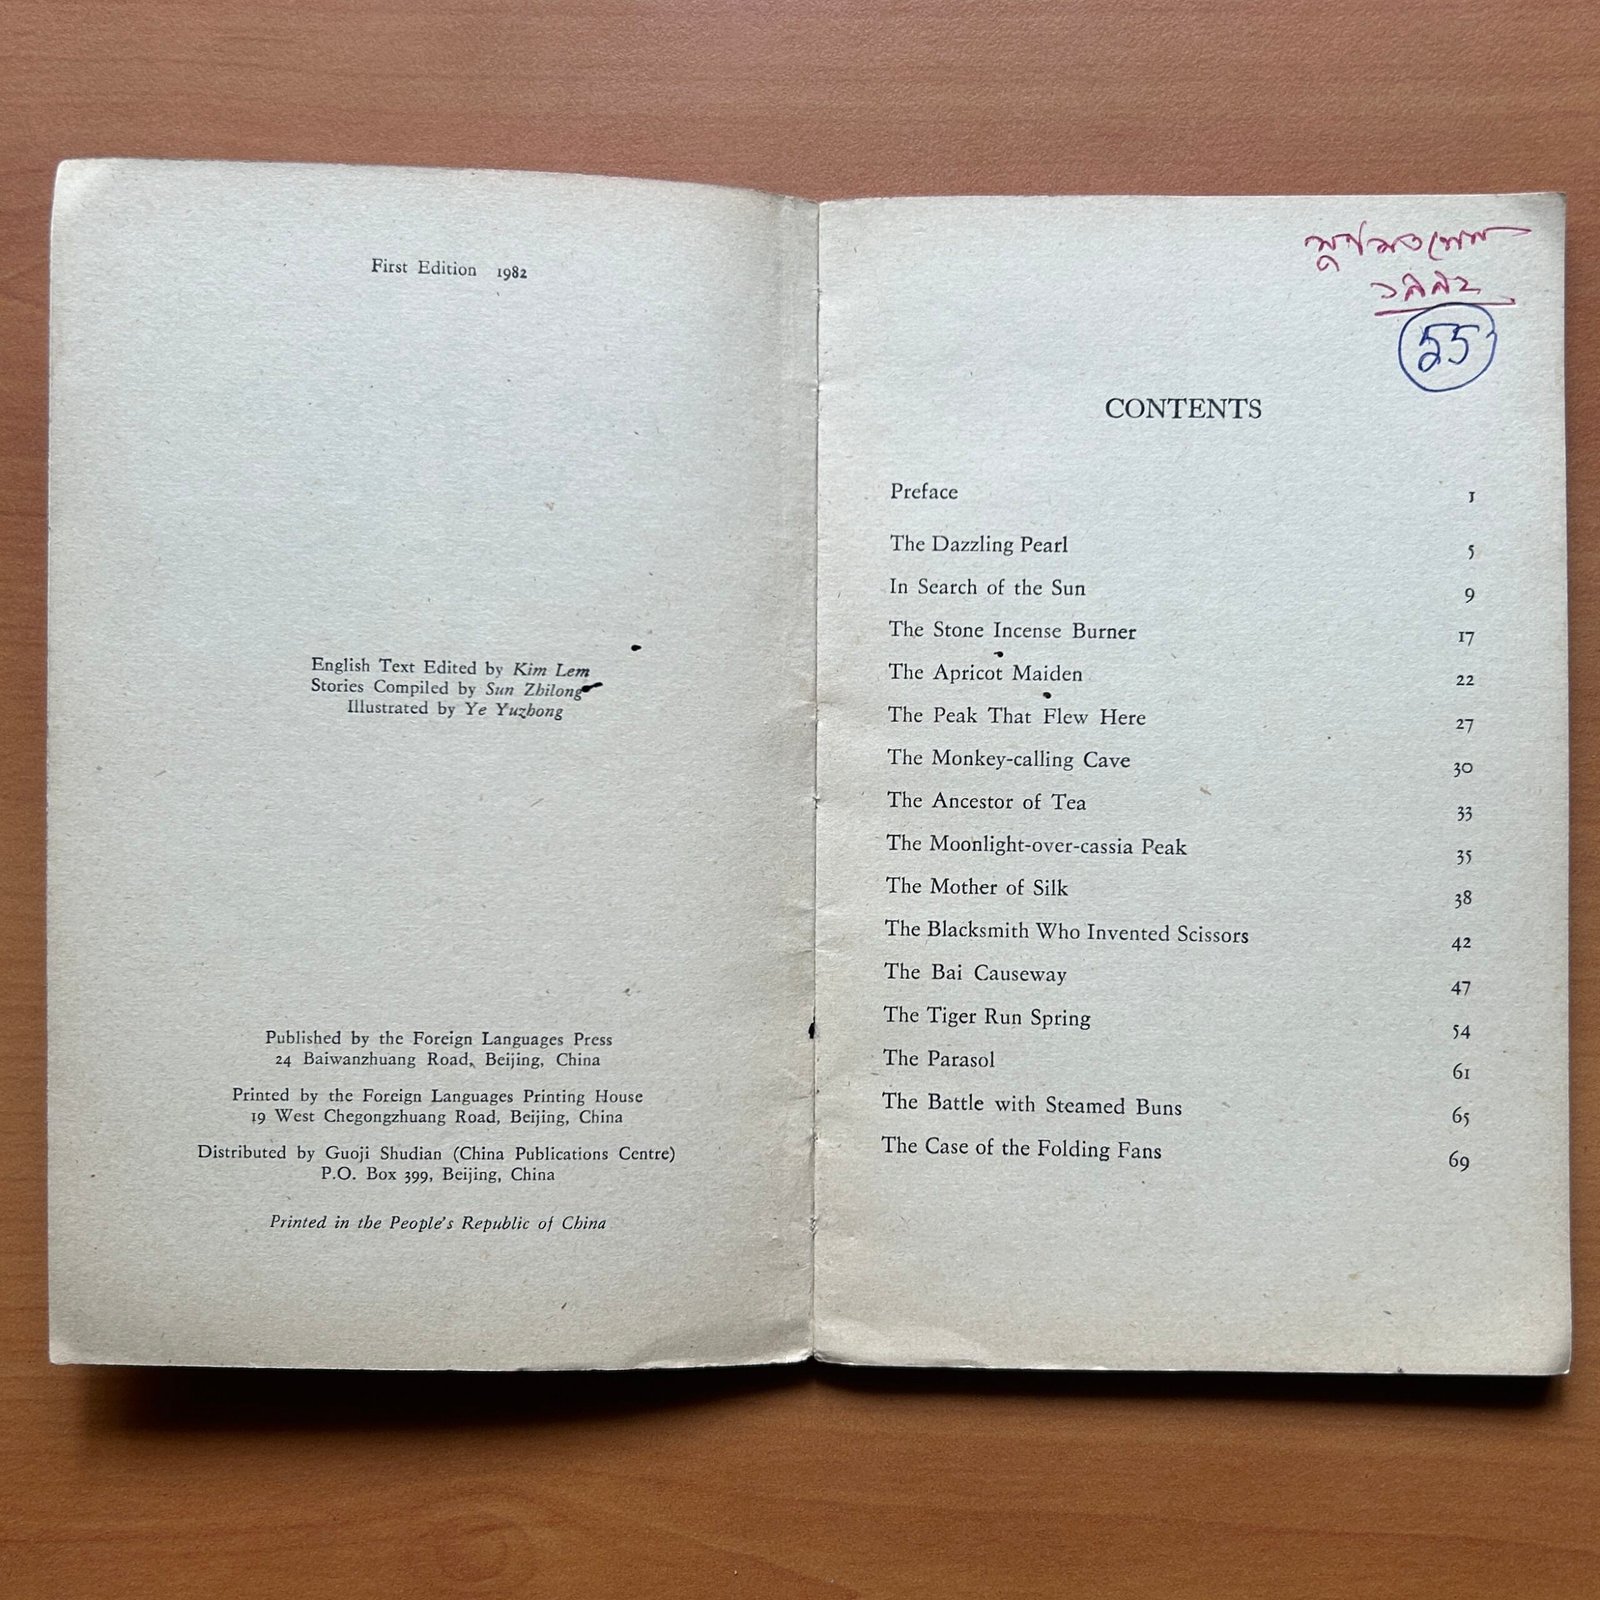 First Edition 1982
English Text Edited by Kim Lem
Stories Compiled by Sun Zhilong
Illustrated by Ye Yuzhong
Published by the Foreign Languages Press
24 Baiwanzhuang Road, Beijing, China
Printed by the Foreign Languages Printing House
19 West Chegongzhuang Road, Beijing, China
Distributed by Guoji Shudian (China Publications Centre)
P.O. Box 399, Beijing, China
Printed in the People's Republic of China
55
CONTENTS
Preface 1
The Dazzling Pearl 5
In Search of the Sun 9
The Stone Incense Burner 17
The Apricot Maiden 22
The Peak That Flew Here 27
The Monkey-calling Cave 30
The Ancestor of Tea 33
The Moonlight-over-cassia Peak 35
The Mother of Silk 38
The Blacksmith Who Invented Scissors 42
The Bai Causeway 47
The Tiger Run Spring 54
The Parasol 61
The Battle with Steamed Buns 65
The Case of the Folding Fans 69